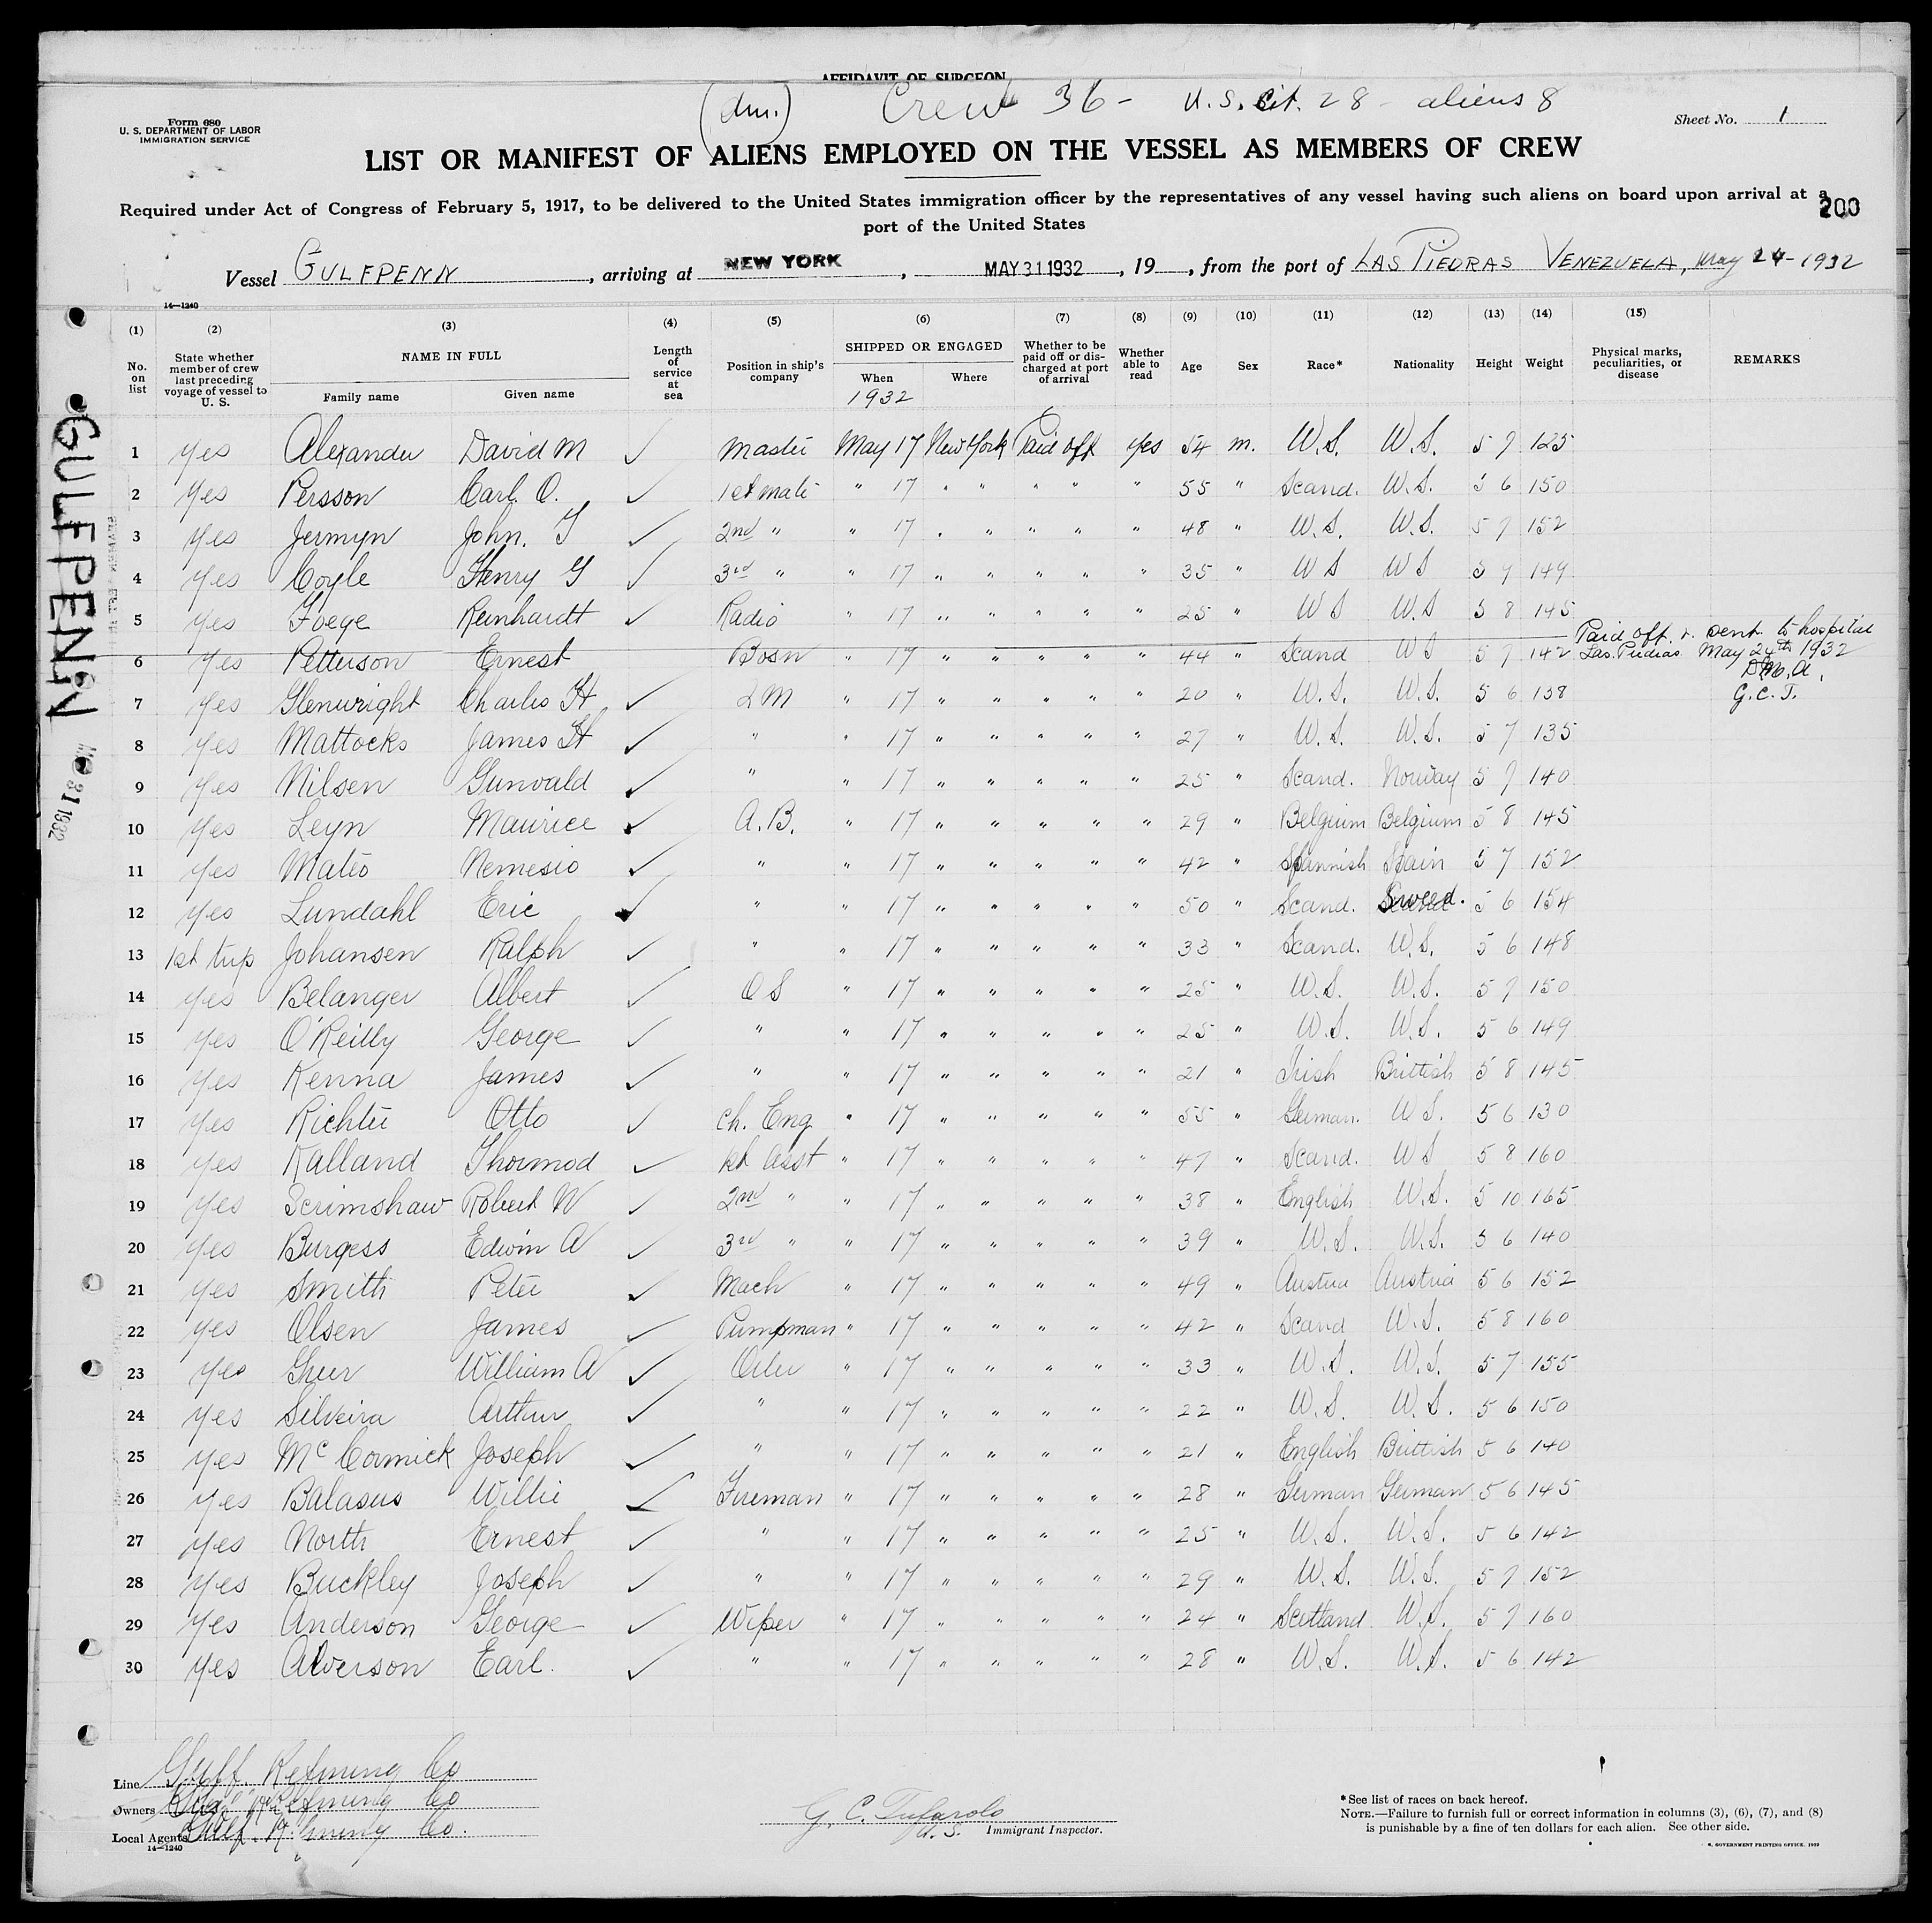 AFFIDAVIT OF SURGEON
(dm.) Crew 36 - U.S. Cit. 28 - aliens 8
Form 680
U. S. DEPARTMENT OF LABOR
IMMIGRATION SERVICE
Sheet No. 1
LIST OR MANIFEST OF ALIENS EMPLOYED ON THE VESSEL AS MEMBERS OF CREW
Required under Act of Congress of February 5, 1917, to be delivered to the United States immigration officer by the representatives of any vessel having such aliens on board upon arrival at a
port of the United States
200
Vessel GULFPENN, arriving at NEW YORK, MAY 31 1932, 19, from the port of LAS PIEDRAS VENEZUELA, May 24-1932
14—1240
(1) (2) (3) (4) (5) (6) (7) (8) (9) (10) (11) (12) (13) (14) (15)
No. on list
State whether member of crew last preceding voyage of vessel to U. S.
NAME IN FULL
Family name Given name
Length of service at sea
Position in ship's company
SHIPPED OR ENGAGED
When Where
1932
Whether to be paid off or discharged at port of arrival
Whether able to read
Age Sex Race* Nationality Height Weight
Physical marks, peculiarities, or disease
REMARKS
1 Yes Alexander David M ✓ Master May 17 New York Paid off Yes 54 m. U.S. U.S. 5 7 125
2 Yes Persson Carl O. ✓ 1st mate " 17 " " " " " 55 " Scand. U.S. 5 6 150
3 Yes Jermyn John. T ✓ 2nd " " 17 " " " " " 48 " U.S. U.S. 5 7 152
4 Yes Coyle Henry G ✓ 3rd " " 17 " " " " " 35 " U S U S 5 7 149
5 Yes Foege Reinhardt ✓ Radio " 17 " " " " " 25 " U S U.S 5 8 145
6 Yes Petterson Ernest Bosn " 17 " " " " " 44 " Scand U S 5 7 142 Paid off & sent to hospital
Las Piedras May 24th 1932
D.M.A.
7 Yes Glenwright Charles H ✓ Q M " 17 " " " " " 20 " U.S. U.S. 5 6 138 G.C.T.
8 Yes Mattocks James H ✓ " " 17 " " " " " 27 " U.S. U.S. 5 7 135
9 Yes Nilsen Gunvald ✓ " " 17 " " " " " 25 " Scand. Norway 5 7 140
10 Yes Leyn Maurice ✓ A.B. " 17 " " " " " 29 " Belgium Belgium 5 8 145
11 Yes Mateo Nemesio ✓ " " 17 " " " " " 42 " Spannish Spain 5 7 152
12 Yes Lundahl Eric ✓ " " 17 " " " " " 50 " Scand. Swed. 5 6 154
13 1st trip Johansen Ralph ✓ " " 17 " " " " " 33 " Scand. U.S. 5 6 148
14 Yes Belanger Albert ✓ O S " 17 " " " " " 25 " U.S. U.S. 5 7 150
15 Yes O'Reilly George ✓ " " 17 " " " " " 25 " U.S. U.S. 5 6 149
16 Yes Kenna James ✓ " " 17 " " " " " 21 " Irish Brittish 5 8 145
17 Yes Richter Otto ✓ Ch. Eng " 17 " " " " " 55 " German. U S. 5 6 130
18 Yes Kalland Thormod ✓ 1st Asst " 17 " " " " " 47 " Scand. U S 5 8 160
19 Yes Scrimshaw Robert W ✓ 2nd " " 17 " " " " " 38 " English U.S. 5 10 165
20 Yes Burgess Edwin A ✓ 3rd " " 17 " " " " " 39 " U.S. U.S. 5 6 140
21 Yes Smith Peter ✓ Mach " 17 " " " " " 49 " Austria Austria 5 6 152
22 Yes Olsen James ✓ Pumpman " 17 " " " " " 42 " Scand U.S. 5 8 160
23 Yes Sheer William A ✓ Oiler " 17 " " " " " 33 " U.S. U.S. 5 7 155
24 Yes Silveira Arthur ✓ " " 17 " " " " " 22 " U.S. U.S. 5 6 150
25 Yes McCormick Joseph ✓ " " 17 " " " " " 21 " English Brittish 5 6 140
26 Yes Balasus Willie ✓ Fireman " 17 " " " " " 28 " German German 5 6 145
27 Yes North Ernest ✓ " " 17 " " " " " 25 " U.S. U.S. 5 6 142
28 Yes Buckley Joseph ✓ " " 17 " " " " " 29 " U.S. U.S. 5 7 152
29 Yes Anderson George ✓ Wiper " 17 " " " " " 24 " Scotland U.S. 5 7 160
30 Yes Alverson Earl. ✓ " " 17 " " " " " 28 " U.S. U.S. 5 6 142
GULFPENN
31 1932
Line Gulf Refining Co
Owners Gulf Refining Co
Local Agents Gulf Refining Co.
14—1240
G. C. Tufarolo
U. S. Immigrant Inspector.
*See list of races on back hereof.
NOTE.—Failure to furnish full or correct information in columns (3), (6), (7), and (8)
is punishable by a fine of ten dollars for each alien. See other side.
GOVERNMENT PRINTING OFFICE. 1932